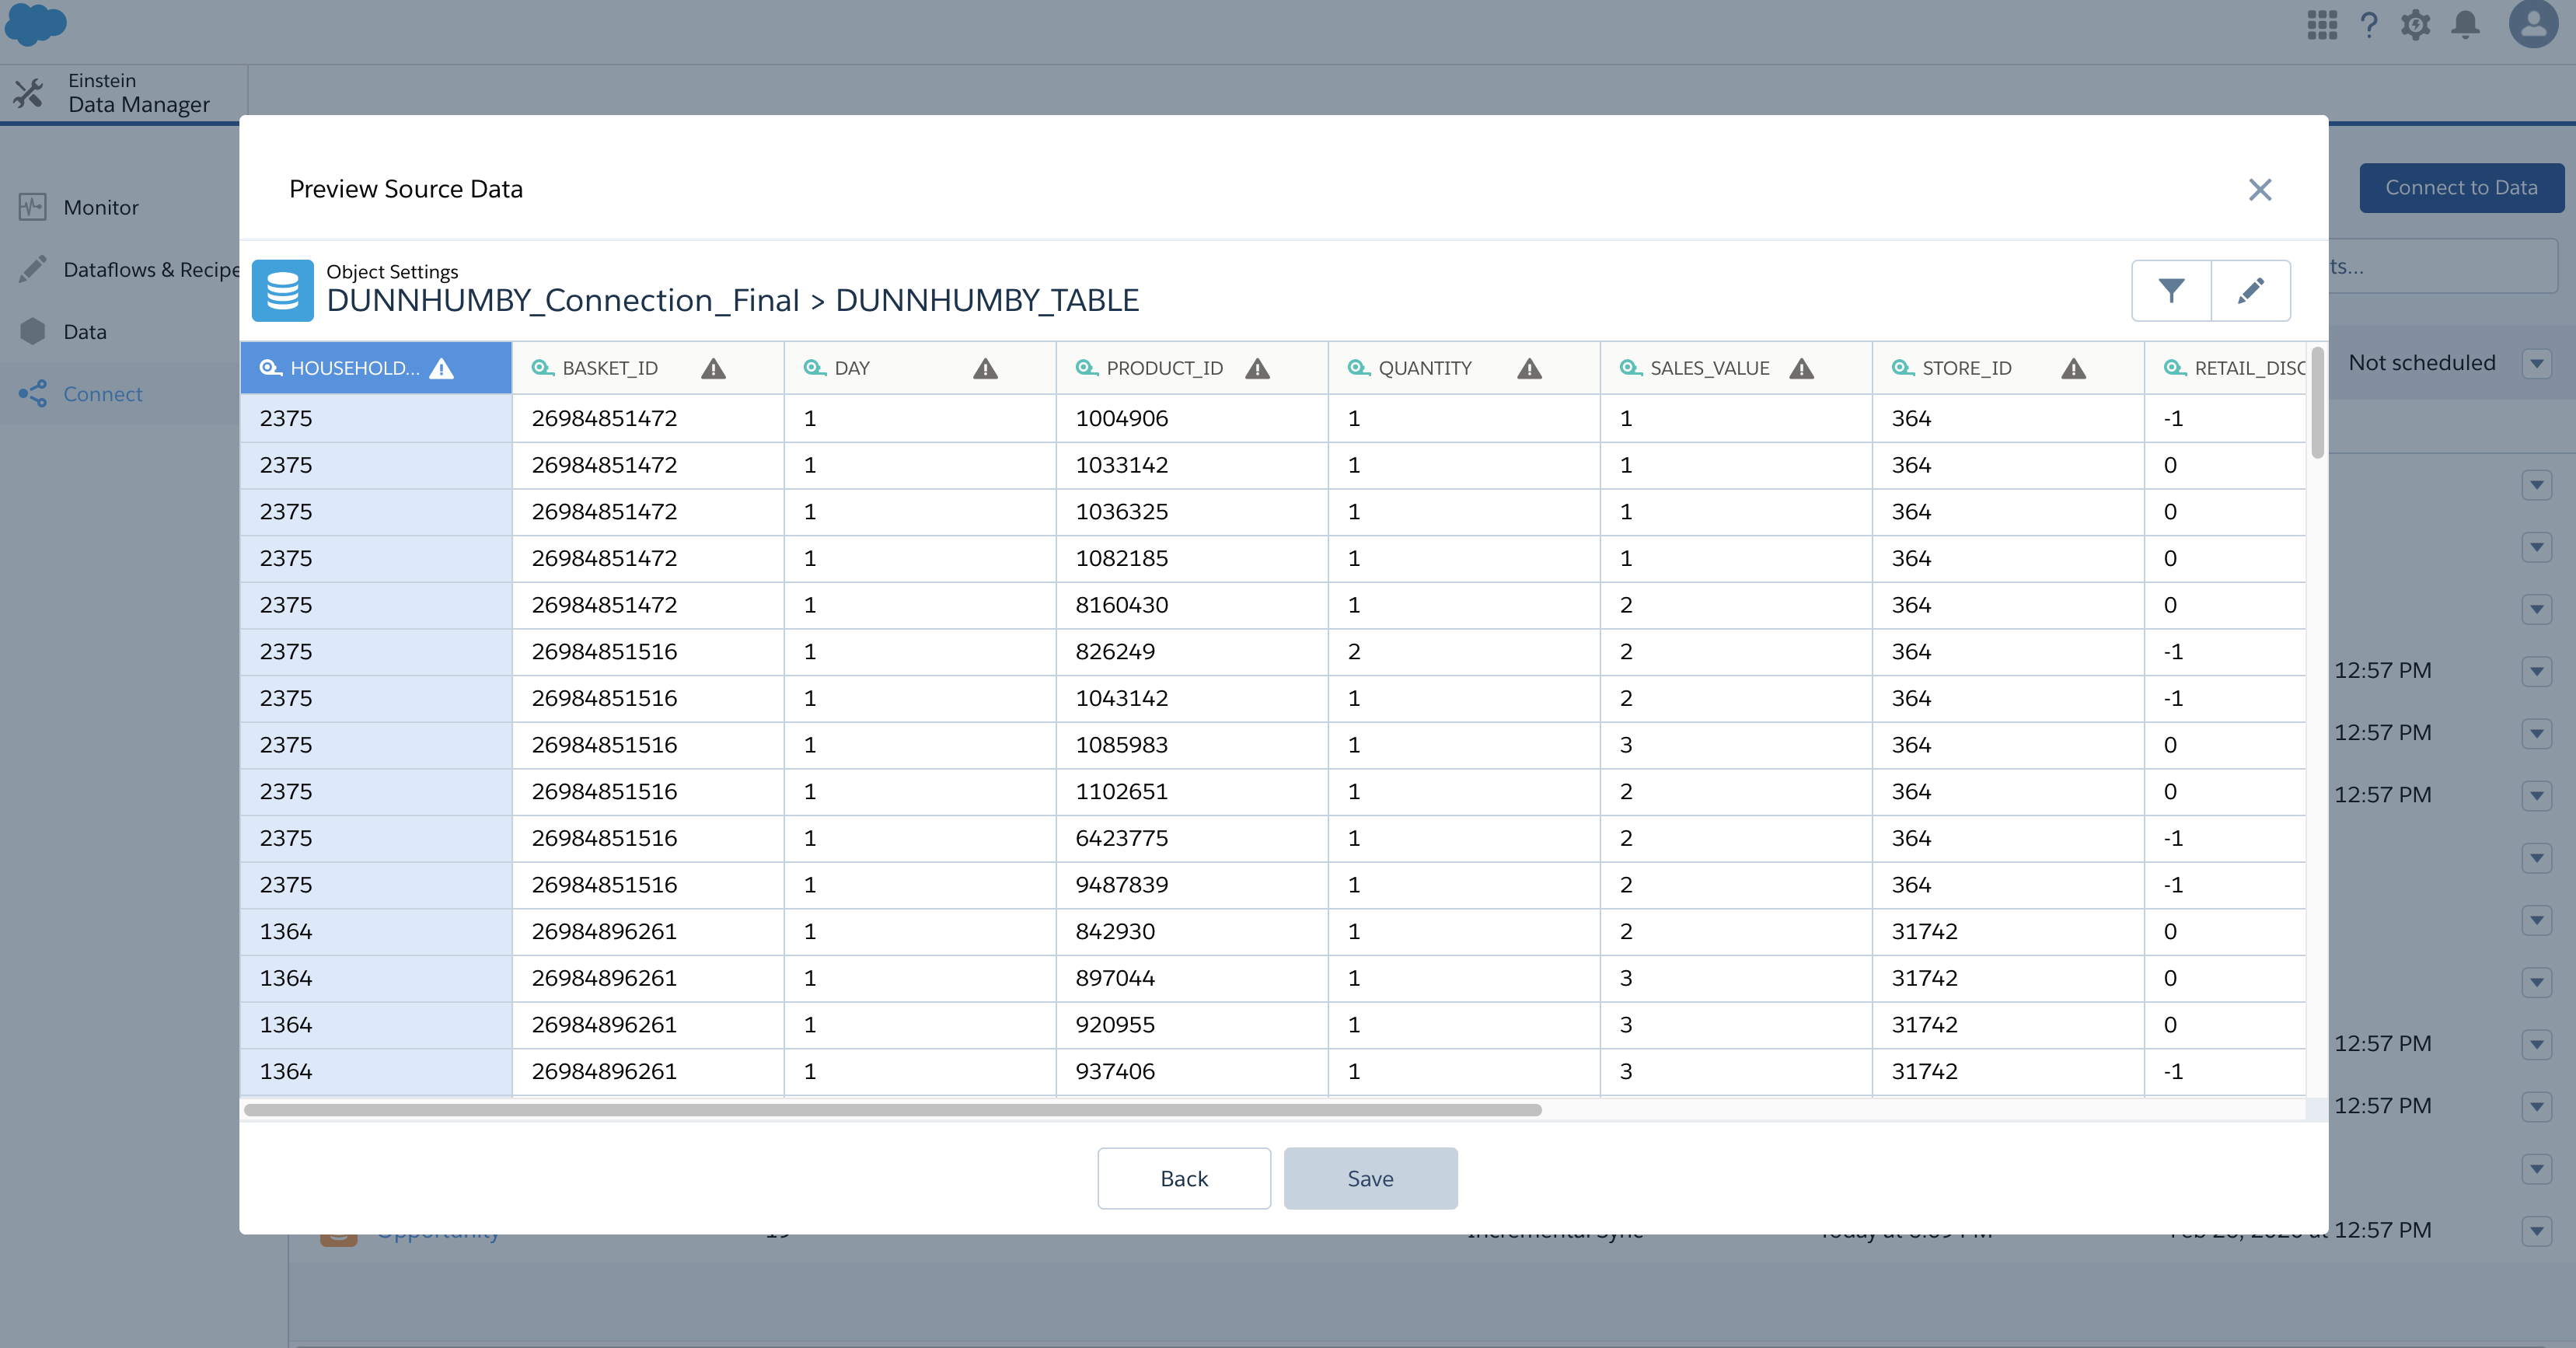 Einstein
Data Manager
Monitor
Dataflows & Recipe
Data
Connect
Connect to Data
ts...
Not scheduled
Preview Source Data
Object Settings
DUNNHUMBY_Connection_Final > DUNNHUMBY_TABLE
HOUSEHOLD... BASKET_ID DAY PRODUCT_ID QUANTITY SALES_VALUE STORE_ID RETAIL_DISC
2375 26984851472 1 1004906 1 1 364 -1
2375 26984851472 1 1033142 1 1 364 0
2375 26984851472 1 1036325 1 1 364 0
2375 26984851472 1 1082185 1 1 364 0
2375 26984851472 1 8160430 1 2 364 0
2375 26984851516 1 826249 2 2 364 -1
2375 26984851516 1 1043142 1 2 364 -1
2375 26984851516 1 1085983 1 3 364 0
2375 26984851516 1 1102651 1 2 364 0
2375 26984851516 1 6423775 1 2 364 -1
2375 26984851516 1 9487839 1 2 364 -1
1364 26984896261 1 842930 1 2 31742 0
1364 26984896261 1 897044 1 3 31742 0
1364 26984896261 1 920955 1 3 31742 0
1364 26984896261 1 937406 1 3 31742 -1
Back Save
12:57 PM
12:57 PM
12:57 PM
12:57 PM
12:57 PM
Opportunity Incremental Sync 12:57 PM